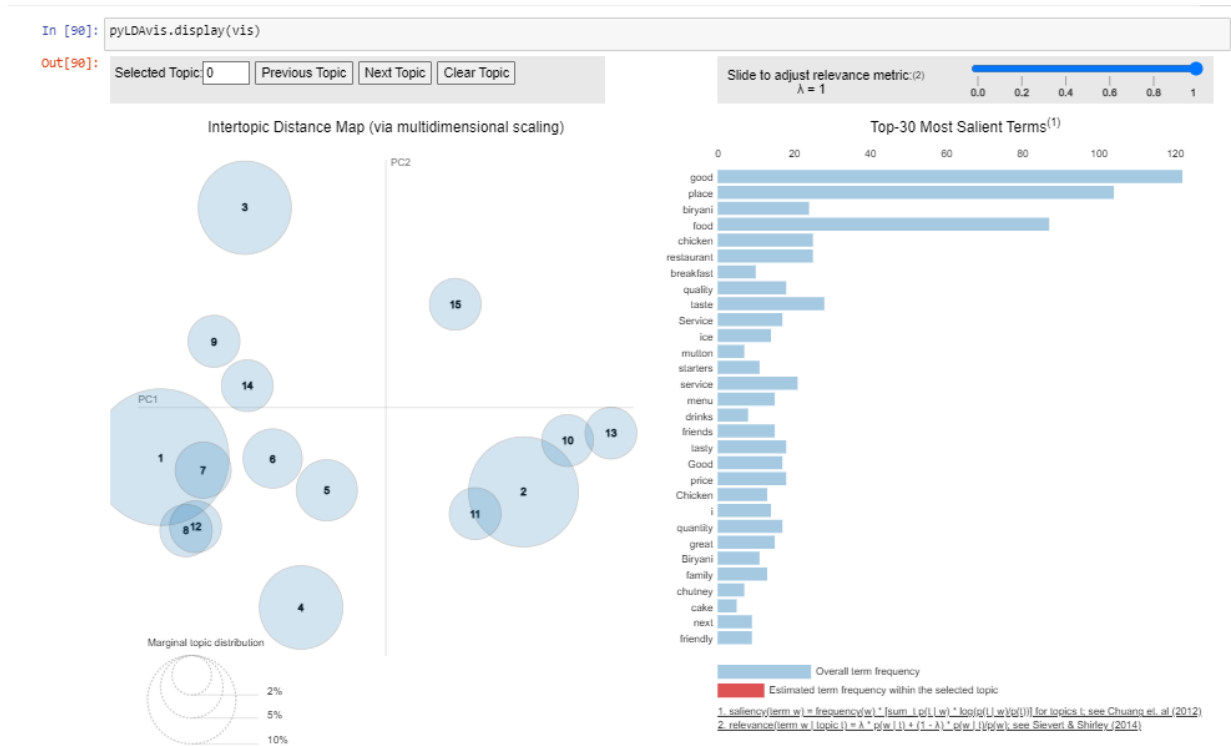 In [90]: pyLDAvis.display(vis)
Out[90]:
Selected Topic: 0 Previous Topic Next Topic Clear Topic
Slide to adjust relevance metric:(2)
λ = 1
0.0 0.2 0.4 0.6 0.8 1
Intertopic Distance Map (via multidimensional scaling)
PC2
3
15
9
14
PC1
1
7
6
5
8
12
10
13
2
11
4
Marginal topic distribution
2%
5%
10%
Top-30 Most Salient Terms(1)
0 20 40 60 80 100 120
good
place
biryani
food
chicken
restaurant
breakfast
quality
taste
Service
ice
mutton
starters
service
menu
drinks
friends
tasty
Good
price
Chicken
i
quantity
great
Biryani
family
chutney
cake
next
friendly
Overall term frequency
Estimated term frequency within the selected topic
1. saliency(term w) = frequency(w) * [sum_t p(t | w) * log(p(t | w)/p(t))] for topics t; see Chuang et. al (2012)
2. relevance(term w | topic t) = λ * p(w | t) + (1 - λ) * p(w | t)/p(w); see Sievert & Shirley (2014)